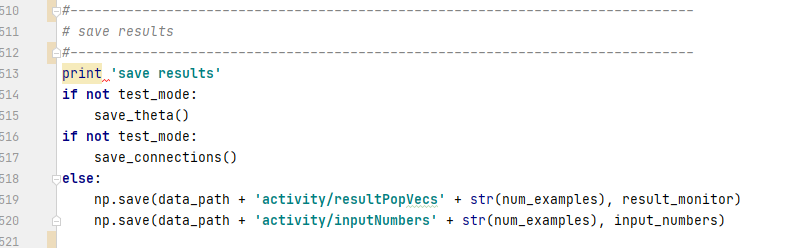 510 #------------------------------------------------------------------------------
511 # save results
512 #------------------------------------------------------------------------------
513 print 'save results'
514 if not test_mode:
515     save_theta()
516 if not test_mode:
517     save_connections()
518 else:
519     np.save(data_path + 'activity/resultPopVecs' + str(num_examples), result_monitor)
520     np.save(data_path + 'activity/inputNumbers' + str(num_examples), input_numbers)
521